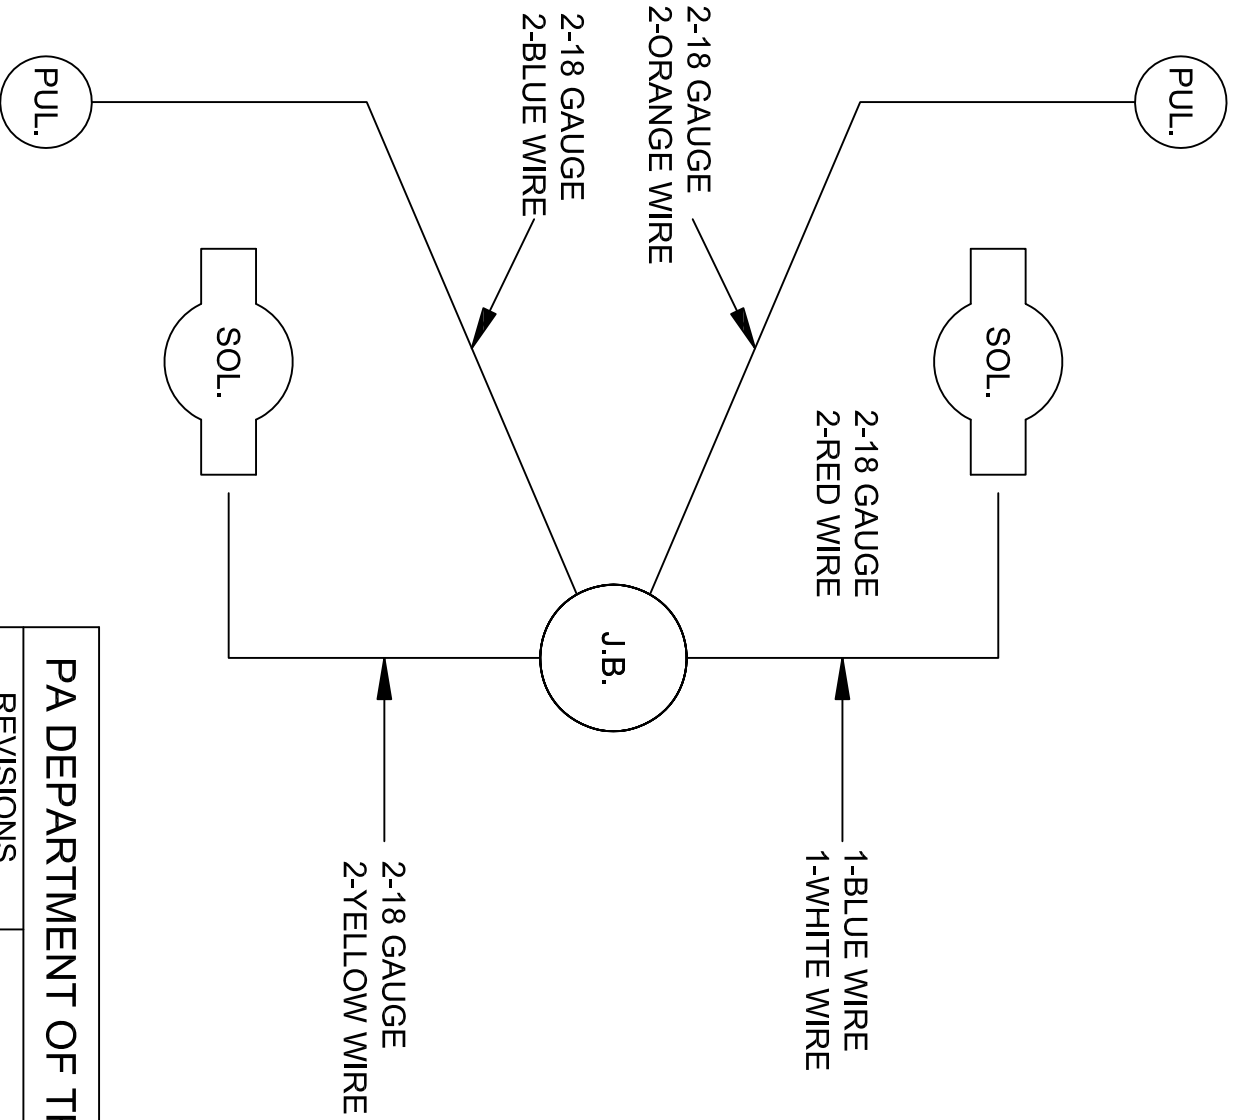 PUL.
SOL.
2-18 GAUGE
2-RED WIRE
1-BLUE WIRE
1-WHITE WIRE
2-18 GAUGE
2-ORANGE WIRE
J.B.
2-18 GAUGE
2-BLUE WIRE
2-18 GAUGE
2-YELLOW WIRE
SOL.
PUL.
PA DEPARTMENT OF
REVISIONS